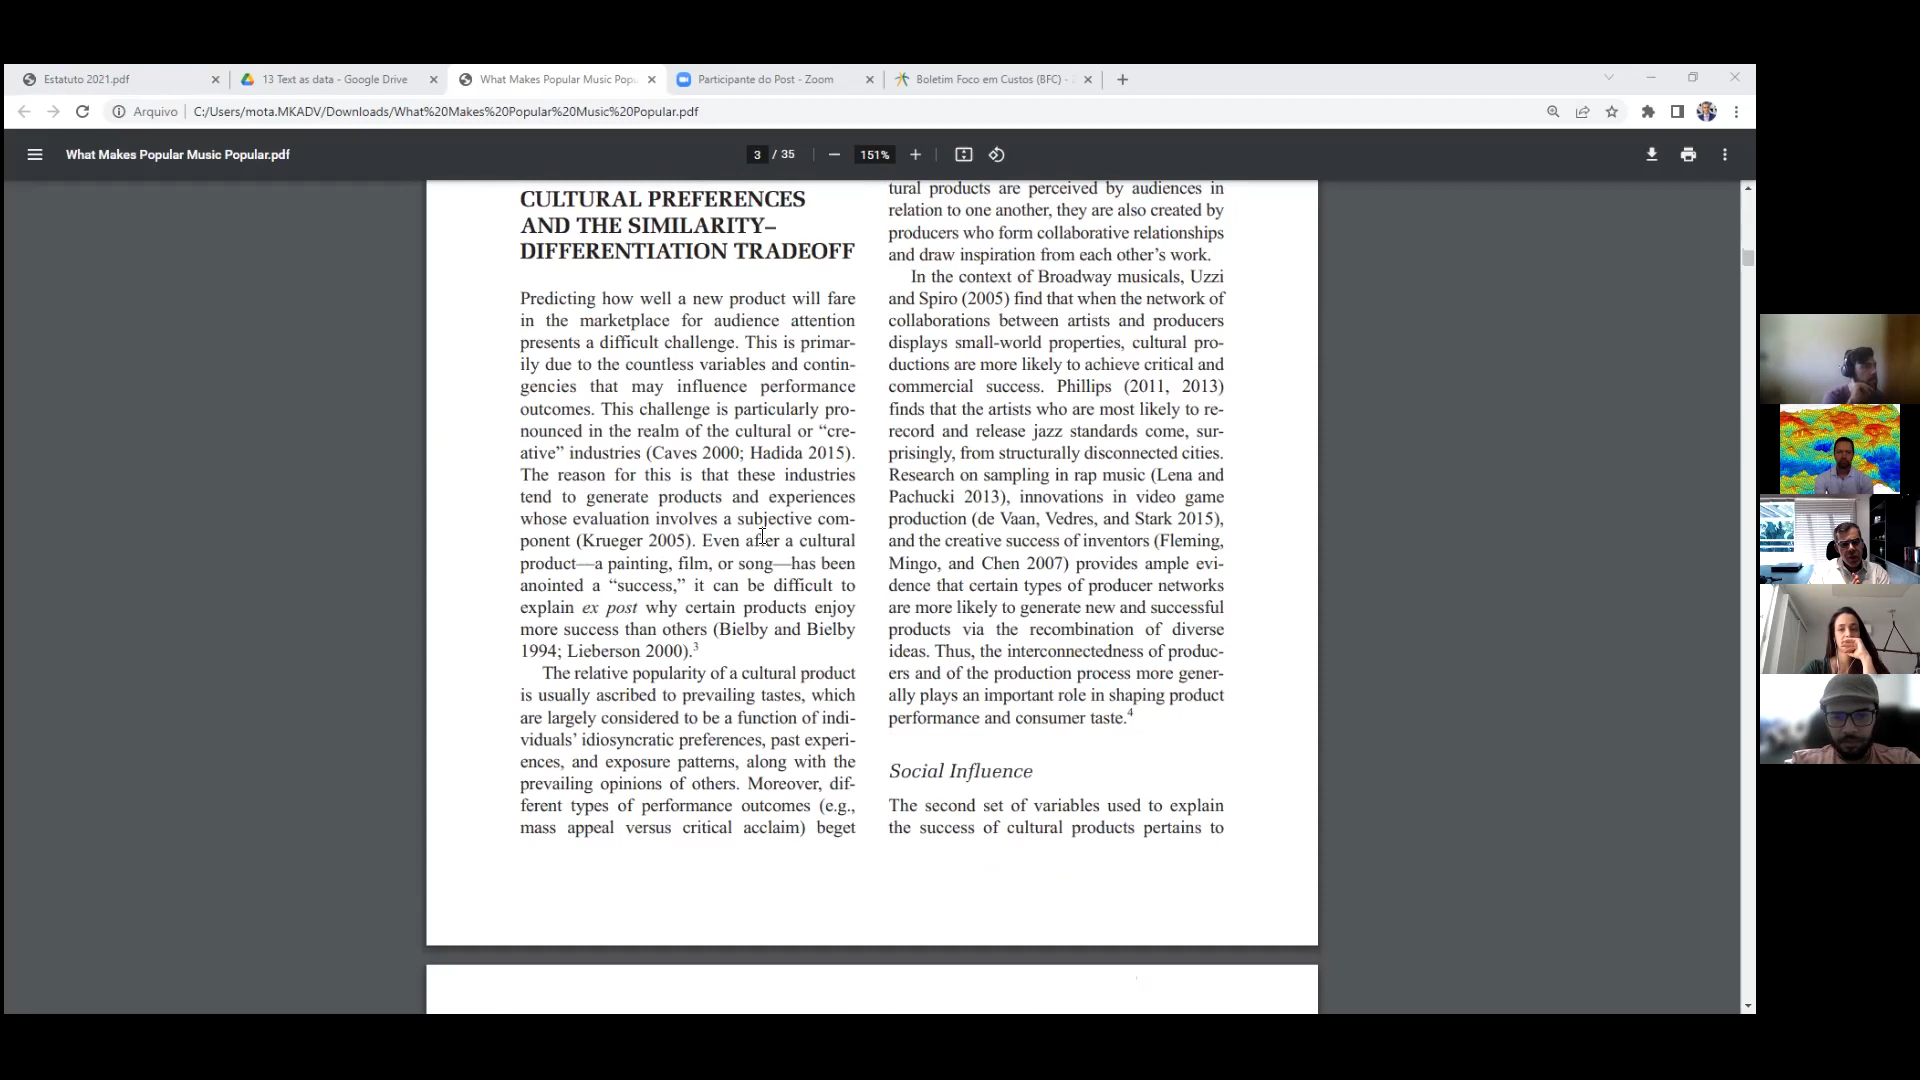 Estatuto 2021.pdf
13 Text as data - Google Drive
What Makes Popular Music Pop
Participante do Post - Zoom
Boletim Foco em Custos (BFC) -
Arquivo
C:/Users/mota.MKADV/Downloads/What%20Makes%20Popular%20Music%20Popular.pdf
What Makes Popular Music Popular.pdf
3 / 35
151%
CULTURAL PREFERENCES
AND THE SIMILARITY–
DIFFERENTIATION TRADEOFF
Predicting how well a new product will fare
in the marketplace for audience attention
presents a difficult challenge. This is primar-
ily due to the countless variables and contin-
gencies that may influence performance
outcomes. This challenge is particularly pro-
nounced in the realm of the cultural or “cre-
ative” industries (Caves 2000; Hadida 2015).
The reason for this is that these industries
tend to generate products and experiences
whose evaluation involves a subjective com-
ponent (Krueger 2005). Even after a cultural
product—a painting, film, or song—has been
anointed a “success,” it can be difficult to
explain ex post why certain products enjoy
more success than others (Bielby and Bielby
1994; Lieberson 2000).3
The relative popularity of a cultural product
is usually ascribed to prevailing tastes, which
are largely considered to be a function of indi-
viduals’ idiosyncratic preferences, past experi-
ences, and exposure patterns, along with the
prevailing opinions of others. Moreover, dif-
ferent types of performance outcomes (e.g.,
mass appeal versus critical acclaim) beget
tural products are perceived by audiences in
relation to one another, they are also created by
producers who form collaborative relationships
and draw inspiration from each other’s work.
In the context of Broadway musicals, Uzzi
and Spiro (2005) find that when the network of
collaborations between artists and producers
displays small-world properties, cultural pro-
ductions are more likely to achieve critical and
commercial success. Phillips (2011, 2013)
finds that the artists who are most likely to re-
record and release jazz standards come, sur-
prisingly, from structurally disconnected cities.
Research on sampling in rap music (Lena and
Pachucki 2013), innovations in video game
production (de Vaan, Vedres, and Stark 2015),
and the creative success of inventors (Fleming,
Mingo, and Chen 2007) provides ample evi-
dence that certain types of producer networks
are more likely to generate new and successful
products via the recombination of diverse
ideas. Thus, the interconnectedness of produc-
ers and of the production process more gener-
ally plays an important role in shaping product
performance and consumer taste.4
Social Influence
The second set of variables used to explain
the success of cultural products pertains to